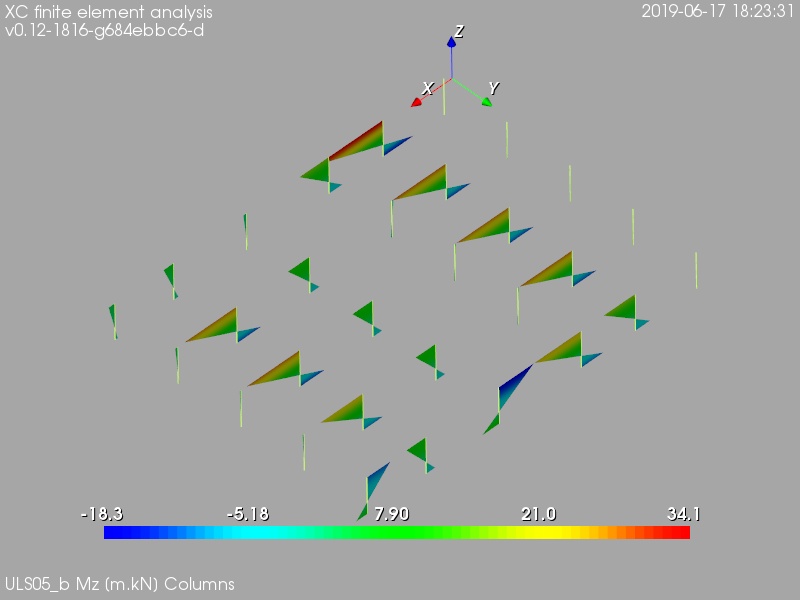 XC finite element analysis
v0.12-1816-g684ebbc6-d
2019-06-17 18:23:31
Z
X
Y
-18.3 -5.18 7.90 21.0 34.1
ULS05_b Mz (m.kN) Columns